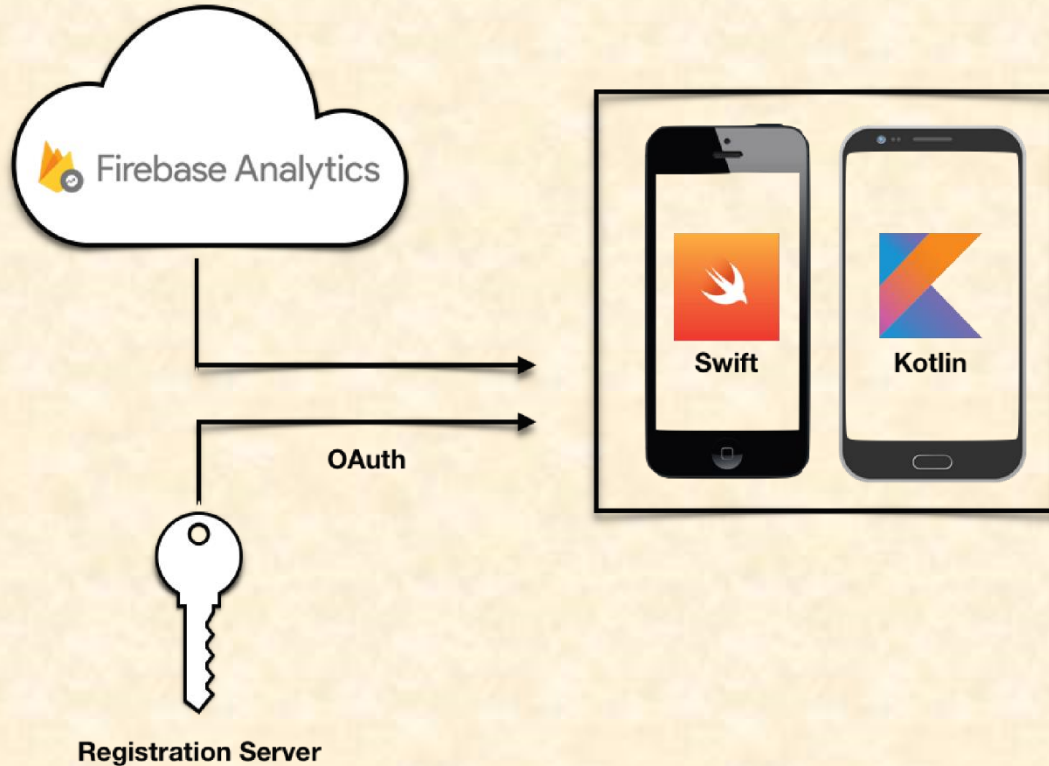 Firebase Analytics
Swift
Kotlin
OAuth
Registration Server